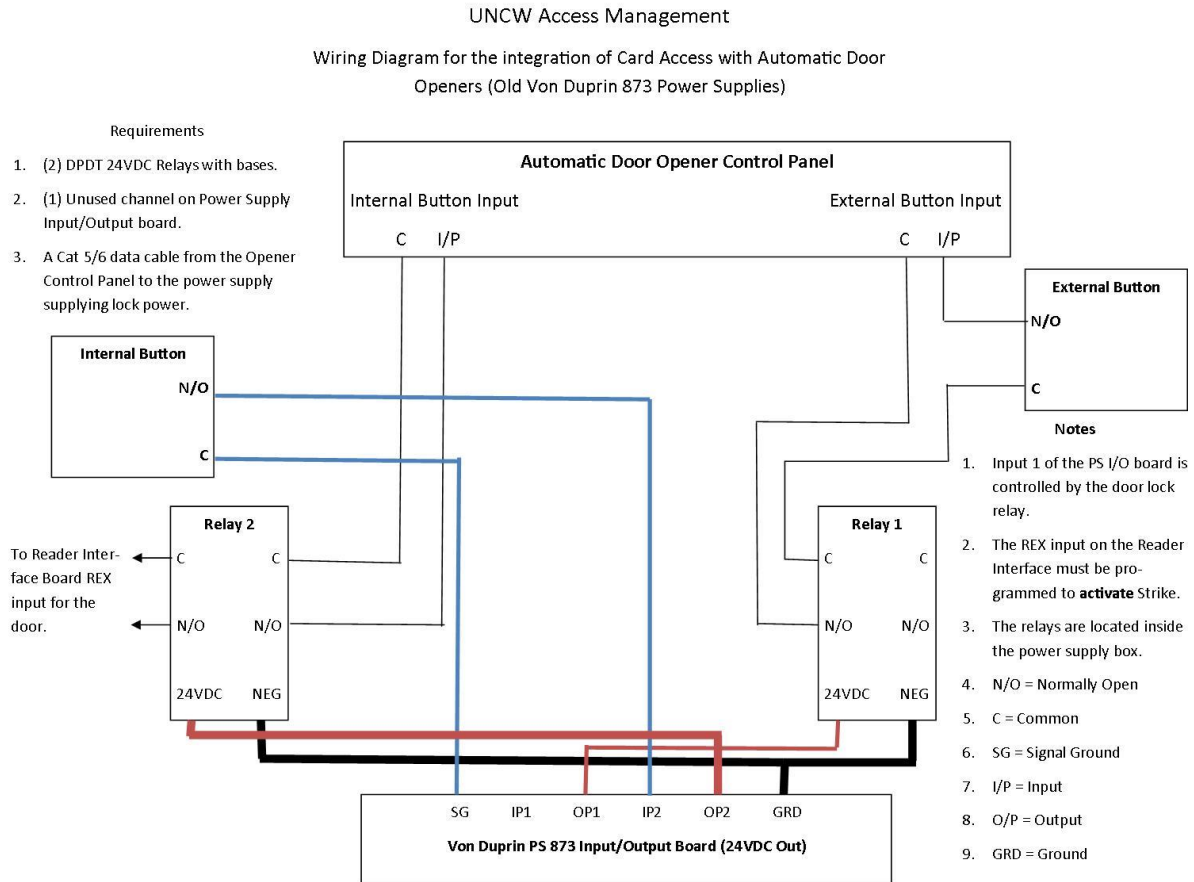 UNCW Access Management
Wiring Diagram for the integration of Card Access with Automatic Door
Openers (Old Von Duprin 873 Power Supplies)
Requirements
1. (2) DPDT 24VDC Relays with bases.
2. (1) Unused channel on Power Supply
Input/Output board.
3. A Cat 5/6 data cable from the Opener
Control Panel to the power supply
supplying lock power.
Automatic Door Opener Control Panel
Internal Button Input
External Button Input
C
I/P
C
I/P
External Button
N/O
C
Internal Button
N/O
C
Notes
1. Input 1 of the PS I/O board is
controlled by the door lock
relay.
2. The REX input on the Reader
Interface must be pro-
grammed to activate Strike.
3. The relays are located inside
the power supply box.
4. N/O = Normally Open
5. C = Common
6. SG = Signal Ground
7. I/P = Input
8. O/P = Output
9. GRD = Ground
To Reader Inter-
face Board REX
input for the
door.
Relay 2
C
C
N/O
N/O
24VDC
NEG
Relay 1
C
C
N/O
N/O
24VDC
NEG
SG
IP1
OP1
IP2
OP2
GRD
Von Duprin PS 873 Input/Output Board (24VDC Out)